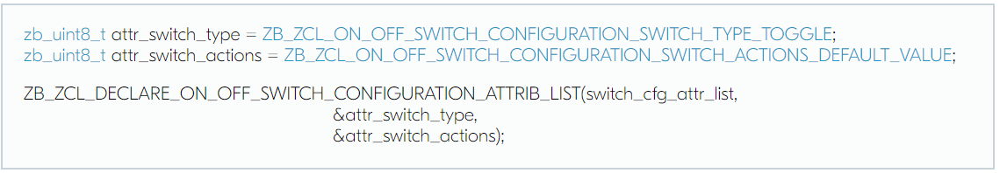 zb_uint8_t attr_switch_type = ZB_ZCL_ON_OFF_SWITCH_CONFIGURATION_SWITCH_TYPE_TOGGLE;
zb_uint8_t attr_switch_actions = ZB_ZCL_ON_OFF_SWITCH_CONFIGURATION_SWITCH_ACTIONS_DEFAULT_VALUE;
ZB_ZCL_DECLARE_ON_OFF_SWITCH_CONFIGURATION_ATTRIB_LIST(switch_cfg_attr_list,
&attr_switch_type,
&attr_switch_actions);